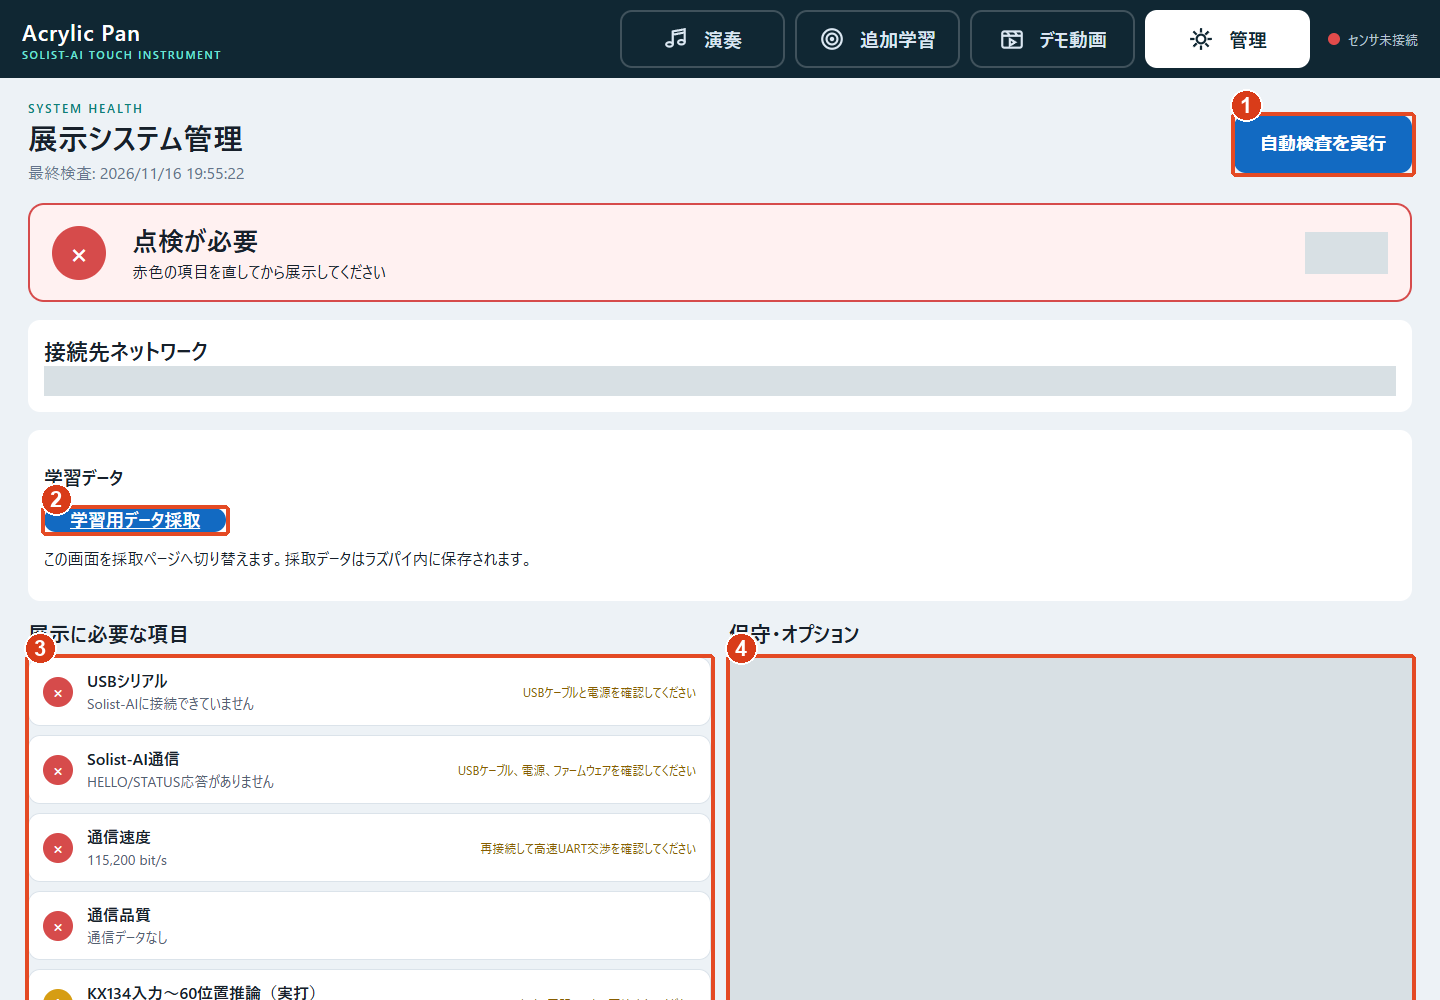 Acrylic Pan
SOLIST-AI TOUCH INSTRUMENT
演奏
追加学習
デモ動画
管理
センサ未接続
SYSTEM HEALTH
展示システム管理
最終検査: 2026/11/16 19:55:22
1
自動検査を実行
×
点検が必要
赤色の項目を直してから展示してください
接続先ネットワーク
学習データ
2
学習用データ採取
この画面を採取ページへ切り替えます。採取データはラズパイ内に保存されます。
展示に必要な項目
3
保守・オプション
4
×
USBシリアル
Solist-AIに接続できていません
USBケーブルと電源を確認してください
×
Solist-AI通信
HELLO/STATUS応答がありません
USBケーブル、電源、ファームウェアを確認してください
×
通信速度
115,200 bit/s
再接続して高速UART交渉を確認してください
×
通信品質
通信データなし
KX134入力～60位置推論（実打）